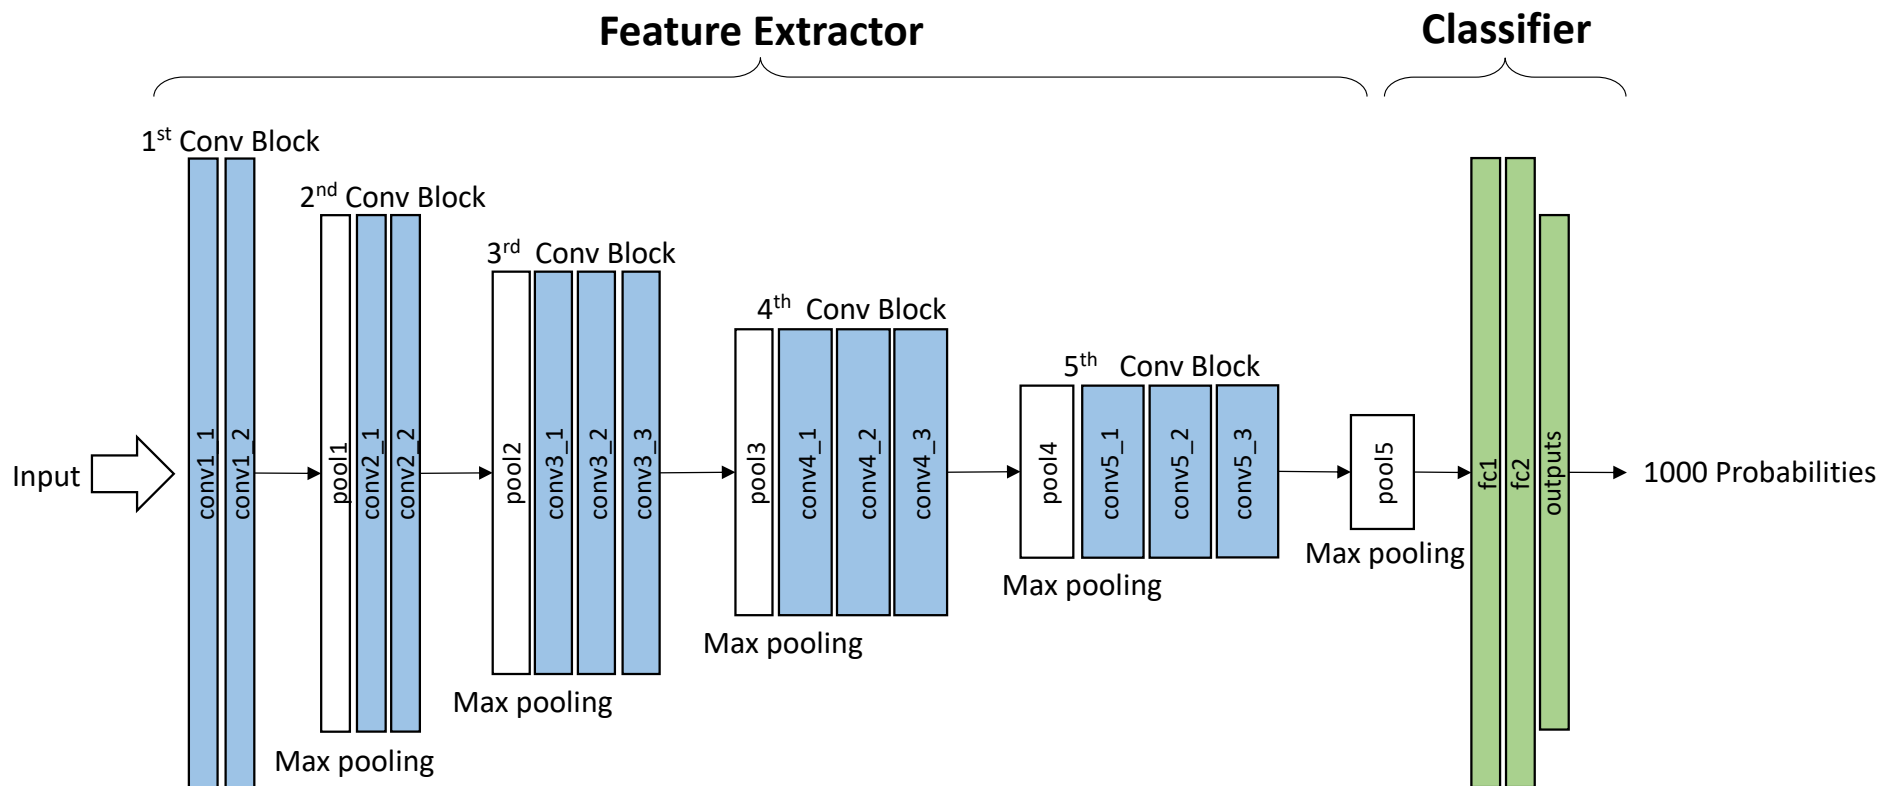 Feature Extractor
Classifier
1st Conv Block
2nd Conv Block
3rd Conv Block
4th Conv Block
5th Conv Block
Input
conv1_1
conv1_2
pool1
conv2_1
conv2_2
pool2
conv3_1
conv3_2
conv3_3
pool3
conv4_1
conv4_2
conv4_3
pool4
conv5_1
conv5_2
conv5_3
pool5
fc1
fc2
outputs
1000 Probabilities
Max pooling
Max pooling
Max pooling
Max pooling
Max pooling